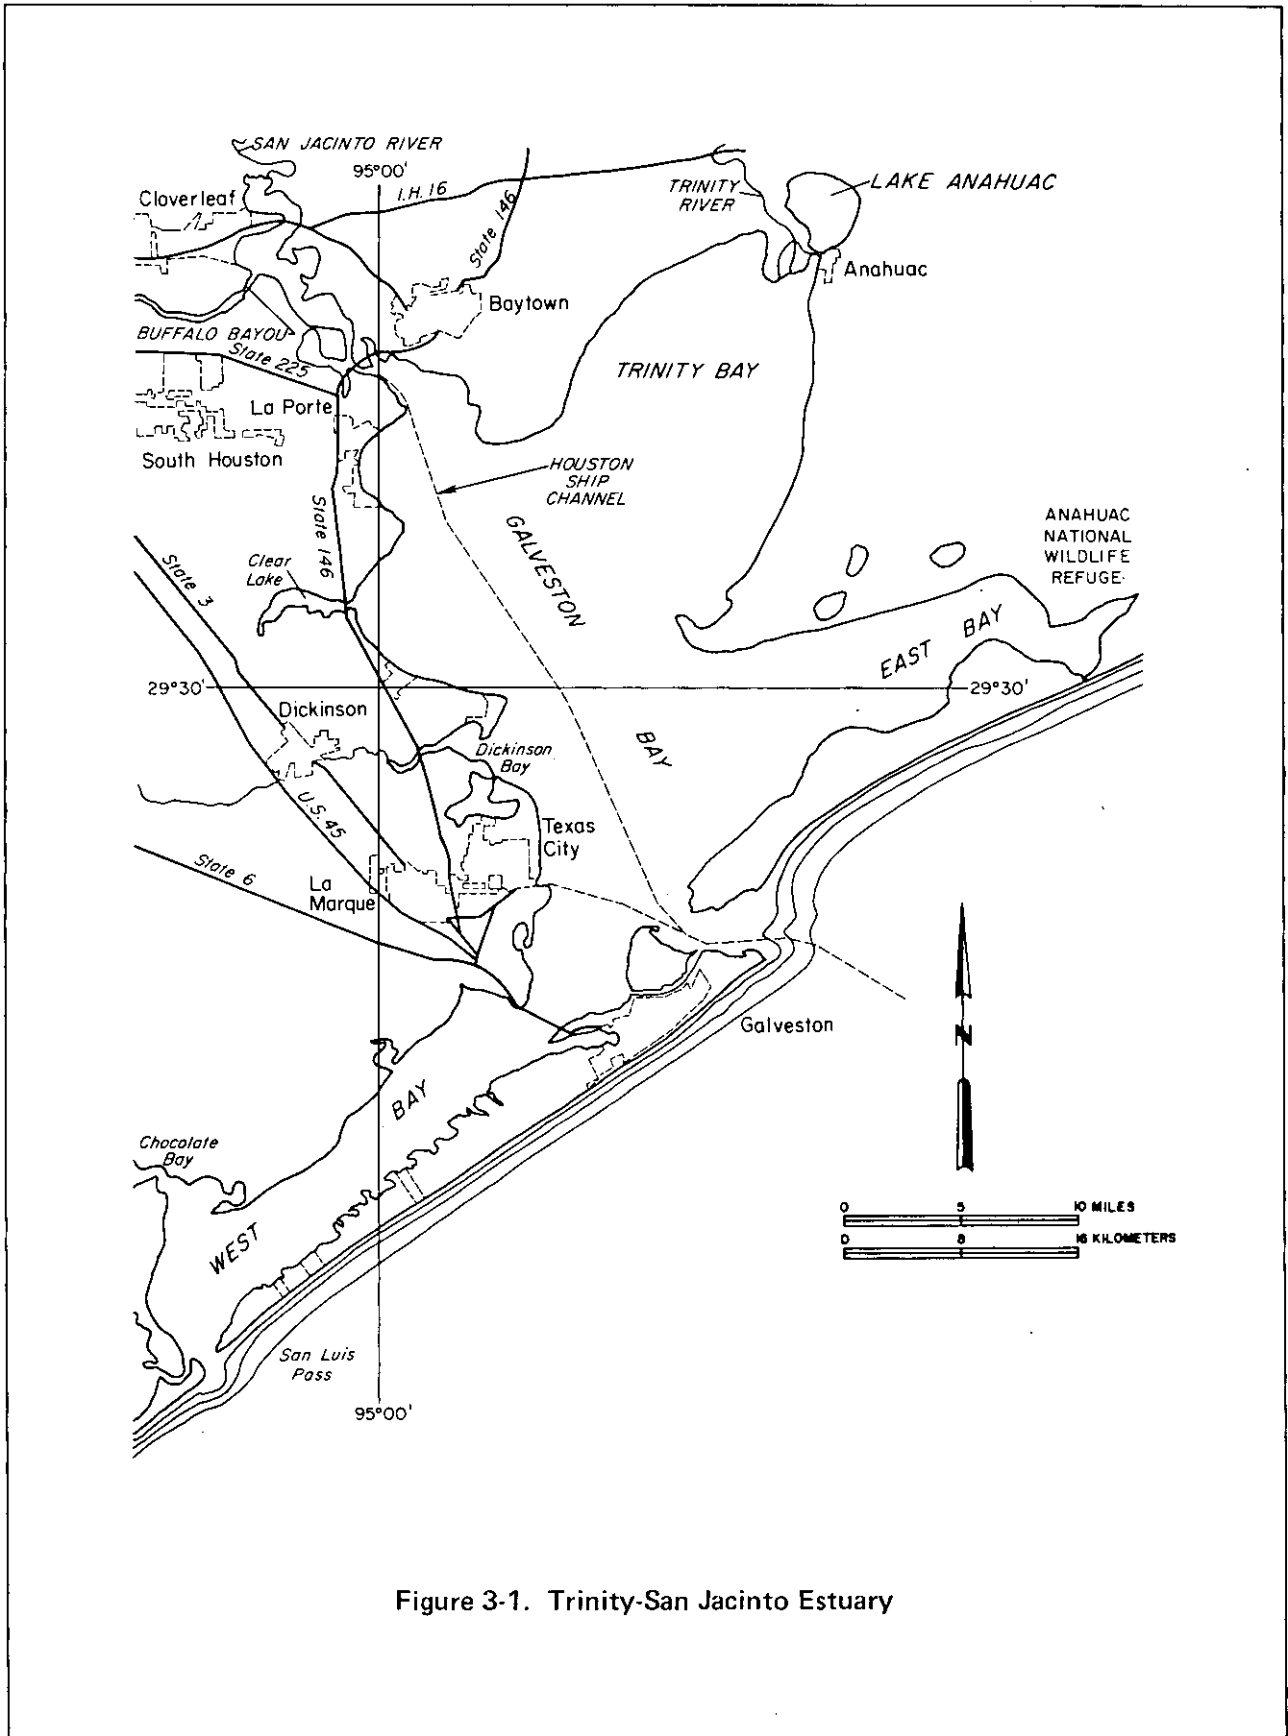 SAN JACINTO RIVER
95°00'
Cloverleaf
I.H. 16
State 146
TRINITY
RIVER
LAKE ANAHUAC
Anahuac
Baytown
BUFFALO BAYOU
State 225
TRINITY BAY
La Porte
South Houston
HOUSTON
SHIP
CHANNEL
State 146
GALVESTON
BAY
ANAHUAC
NATIONAL
WILDLIFE
REFUGE
Clear
Lake
State 3
EAST BAY
29°30'
29°30'
Dickinson
Dickinson
Bay
U.S. 45
Texas
City
State 6
La
Marque
Galveston
N
BAY
Chocolate
Bay
WEST
0 5 10 MILES
0 8 16 KILOMETERS
San Luis
Pass
95°00'
Figure 3-1. Trinity-San Jacinto Estuary